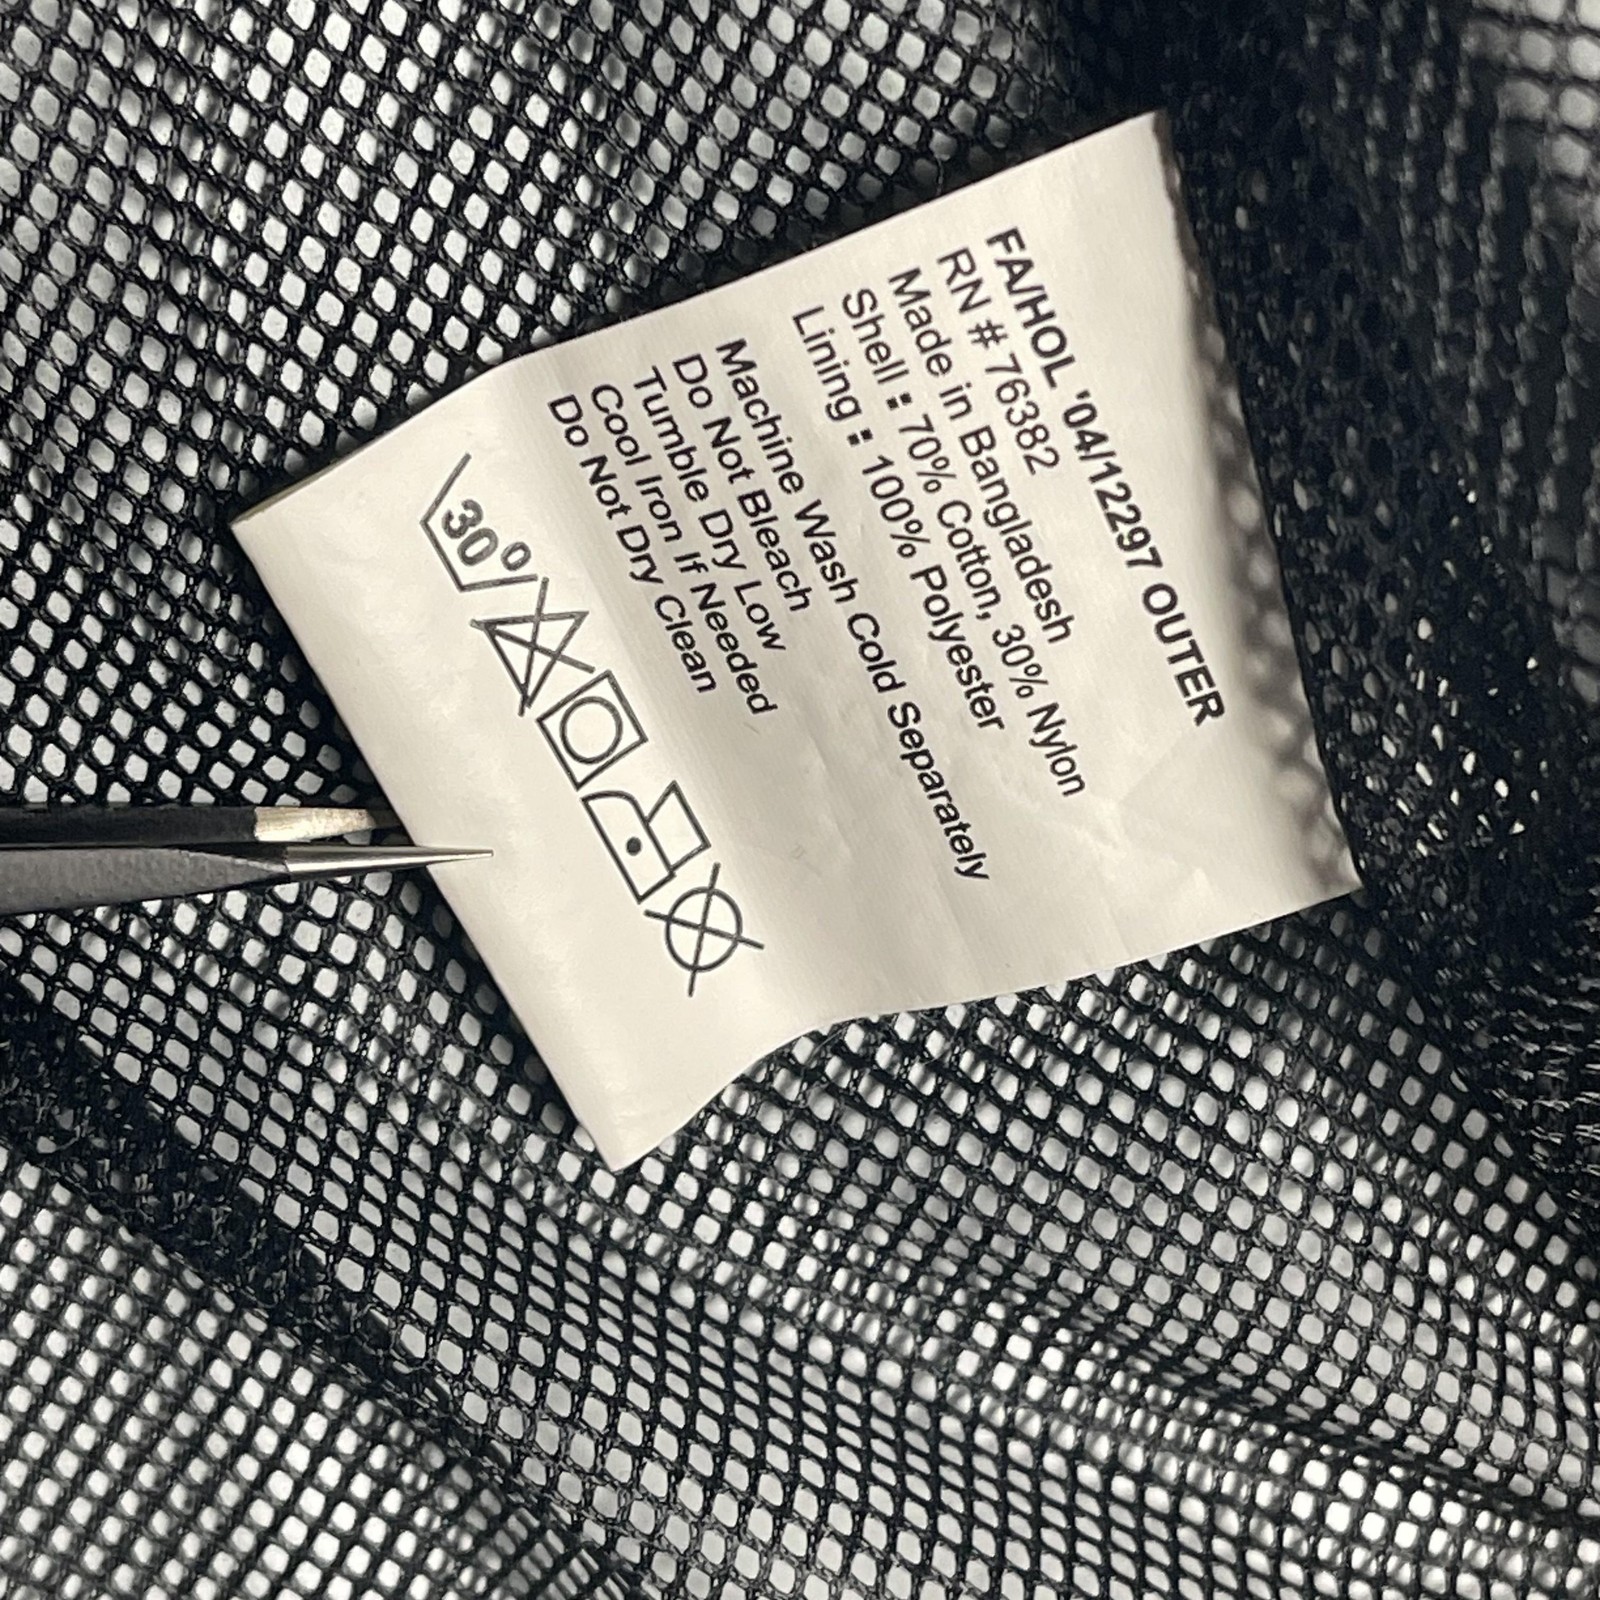 FA/HOL '04/12297 OUTER
RN # 76382
Made in Bangladesh
Shell : 70% Cotton, 30% Nylon
Lining : 100% Polyester
Machine Wash Cold Separately
Do Not Bleach
Tumble Dry Low
Cool Iron If Needed
Do Not Dry Clean
30°